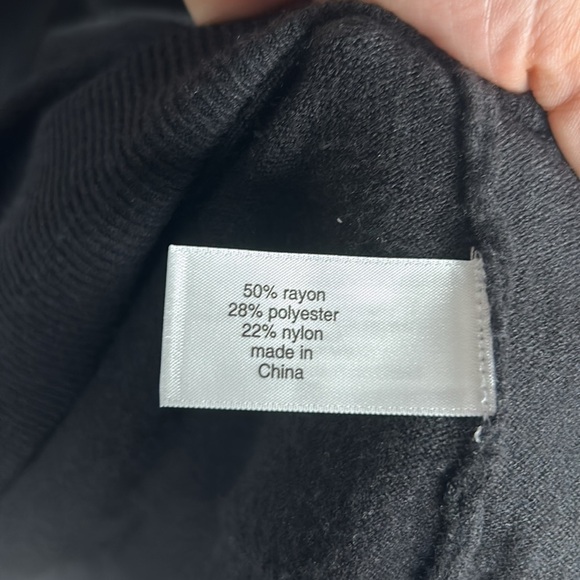 50% rayon
28% polyester
22% nylon
made in
China